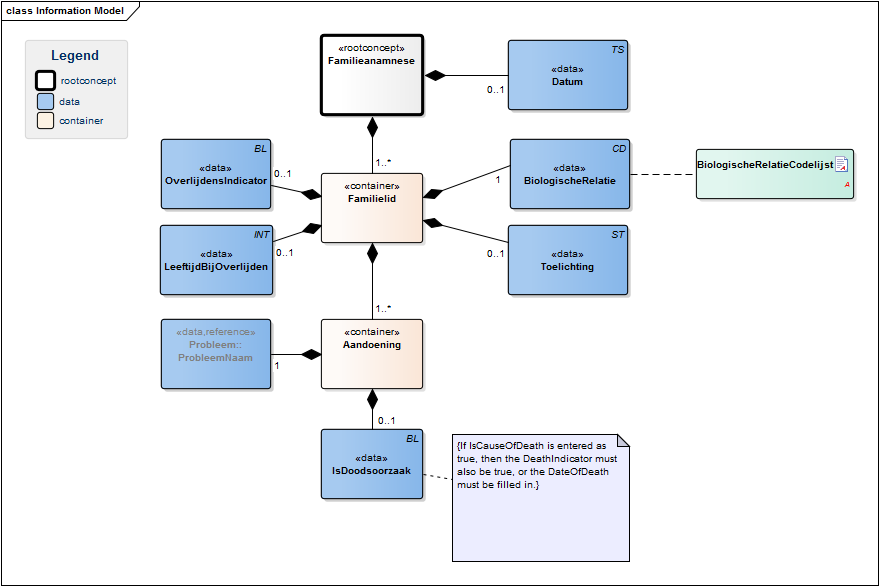 class Information Model
Legend
rootconcept
data
container
«rootconcept»
Familieanamnese
TS
«data»
Datum
0..1
1..*
BL
«data»
OverlijdensIndicator
0..1
«container»
Familielid
CD
«data»
BiologischeRelatie
1
BiologischeRelatieCodelijst
A
INT
«data»
LeeftijdBijOverlijden
0..1
ST
«data»
Toelichting
0..1
1..*
«data,reference»
Probleem::
ProbleemNaam
1
«container»
Aandoening
0..1
BL
«data»
IsDoodsoorzaak
{If IsCauseOfDeath is entered as
true, then the DeathIndicator must
also be true, or the DateOfDeath
must be filled in.}